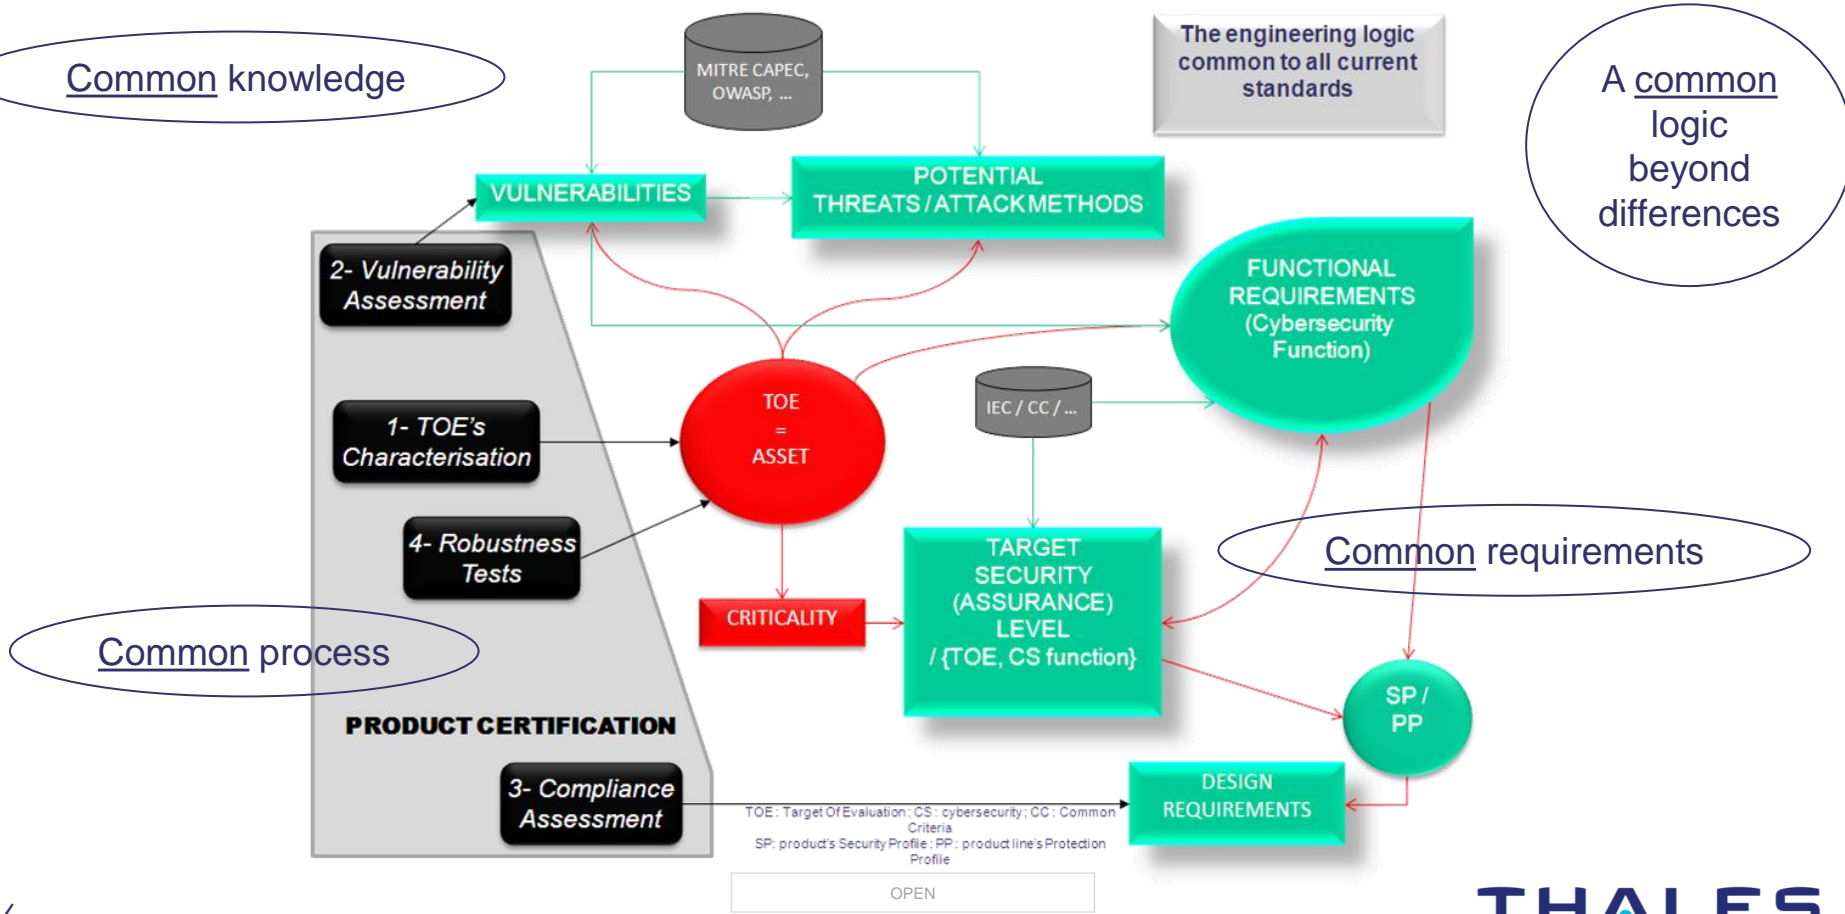 Common knowledge
MITRE CAPEC,
OWASP, ...
The engineering logic
common to all current
standards
A common
logic
beyond
differences
VULNERABILITIES
POTENTIAL
THREATS / ATTACK METHODS
2- Vulnerability
Assessment
FUNCTIONAL
REQUIREMENTS
(Cybersecurity
Function)
1- TOE's
Characterisation
TOE
=
ASSET
IEC / CC / ...
4- Robustness
Tests
TARGET
SECURITY
(ASSURANCE)
LEVEL
/ {TOE, CS function}
Common requirements
CRITICALITY
Common process
SP /
PP
PRODUCT CERTIFICATION
3- Compliance
Assessment
DESIGN
REQUIREMENTS
TOE : Target Of Evaluation ; CS : cybersecurity ; CC : Common
Criteria
SP: product's Security Profile ; PP : product line's Protection
Profile
OPEN
THALES